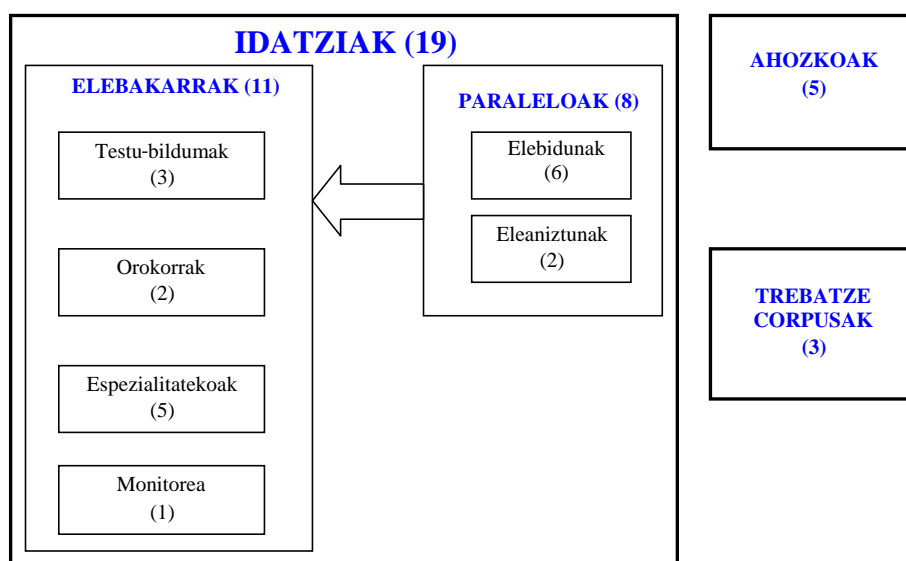 IDATZIAK (19)
ELEBAKARRAK (11)
Testu-bildumak
(3)
Orokorrak
(2)
Espezialitatekoak
(5)
Monitorea
(1)
PARALELOAK (8)
Elebidunak
(6)
Eleaniztunak
(2)
AHOZKOAK
(5)
TREBATZE
CORPUSAK
(3)